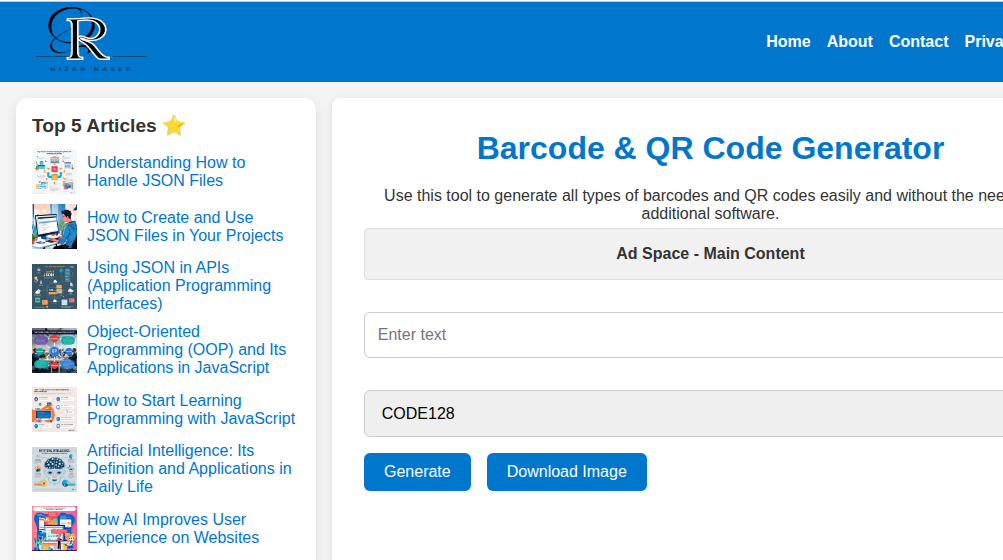 R
NIZAR NASER
Home About Contact Priva
Top 5 Articles
Understanding How to
Handle JSON Files
How to Create and Use
JSON Files in Your Projects
Using JSON in APIs
(Application Programming
Interfaces)
Object-Oriented
Programming (OOP) and Its
Applications in JavaScript
How to Start Learning
Programming with JavaScript
Artificial Intelligence: Its
Definition and Applications in
Daily Life
How AI Improves User
Experience on Websites
Barcode & QR Code Generator
Use this tool to generate all types of barcodes and QR codes easily and without the nee
additional software.
Ad Space - Main Content
Enter text
CODE128
Generate Download Image